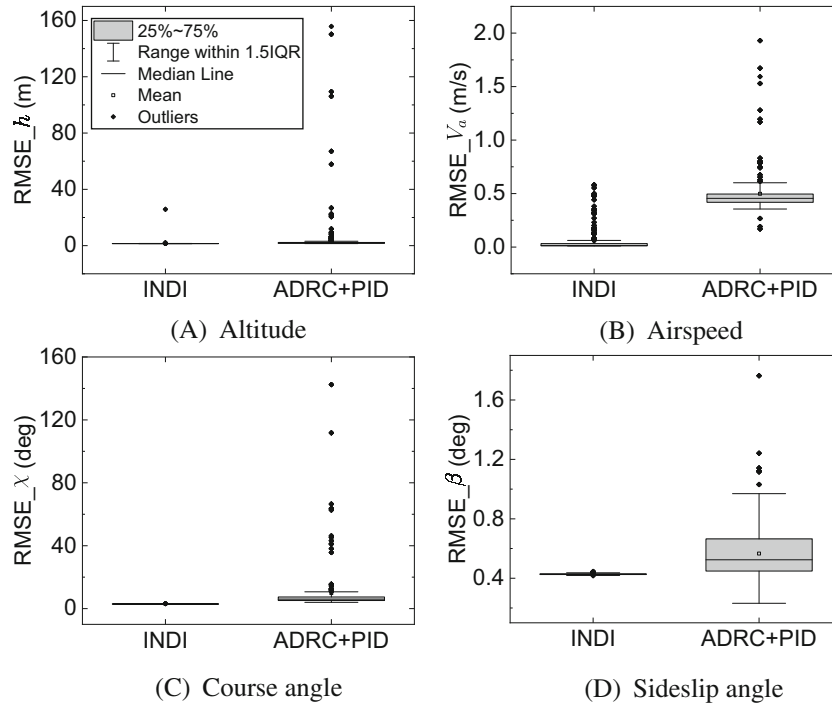 160
120
80
40
0
RMSE_h (m)
25%~75%
Range within 1.5IQR
Median Line
Mean
Outliers
INDI
ADRC+PID
(A) Altitude
2.0
1.5
1.0
0.5
0.0
RMSE_Vₐ (m/s)
INDI
ADRC+PID
(B) Airspeed
160
120
80
40
0
RMSE_χ (deg)
INDI
ADRC+PID
(C) Course angle
1.6
1.2
0.8
0.4
RMSE_β (deg)
INDI
ADRC+PID
(D) Sideslip angle